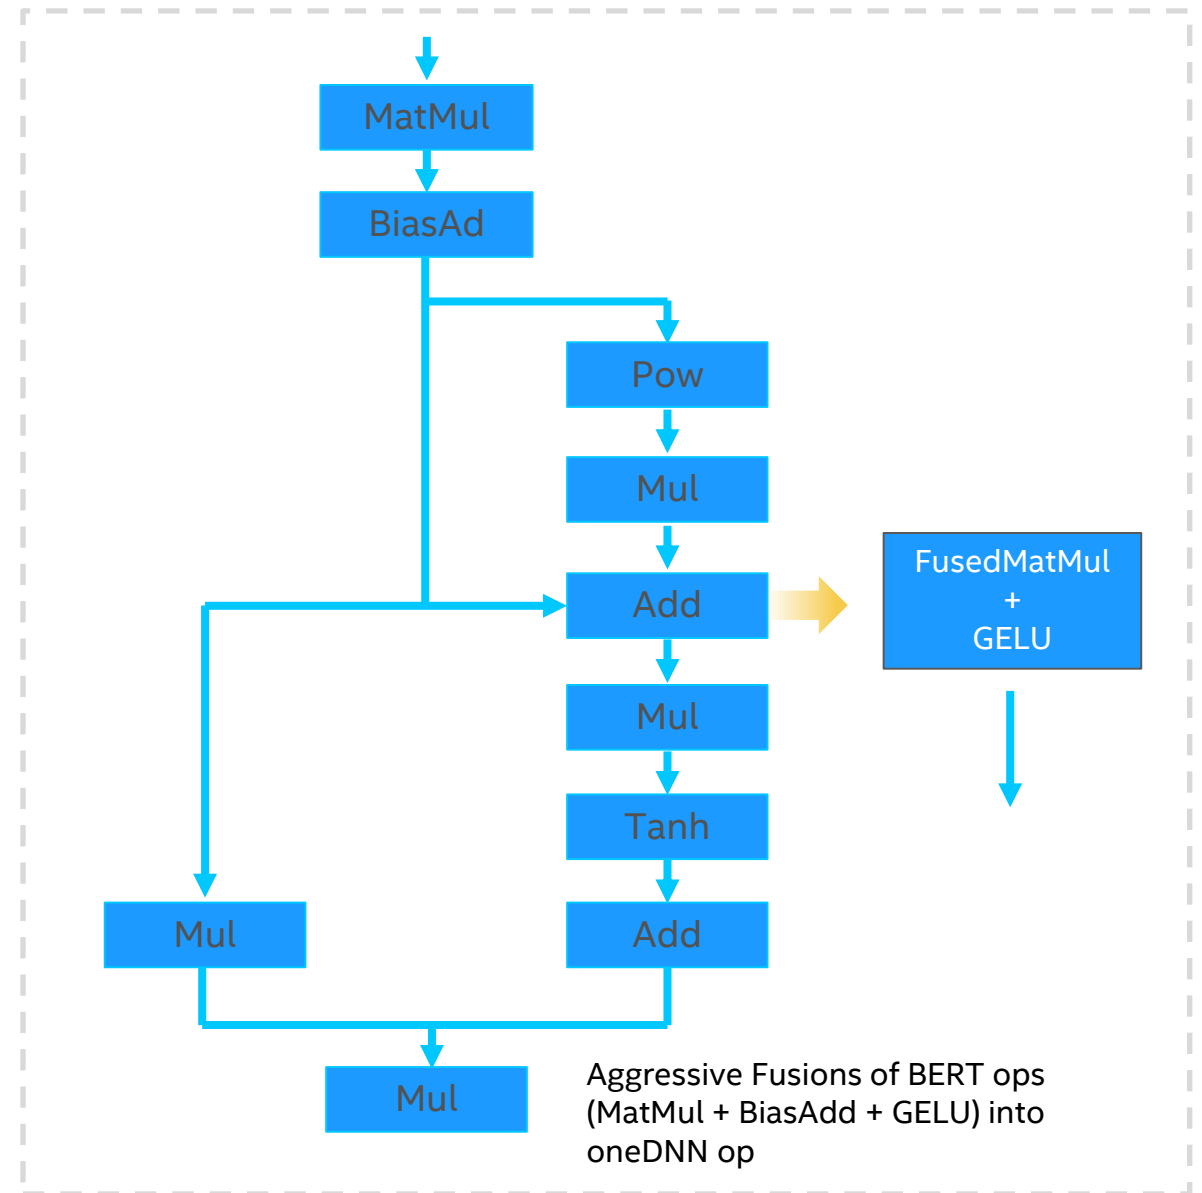 MatMul
BiasAd
Pow
Mul
Add
Mul
Tanh
Add
Mul
Mul
FusedMatMul
+
GELU
Aggressive Fusions of BERT ops
(MatMul + BiasAdd + GELU) into
oneDNN op